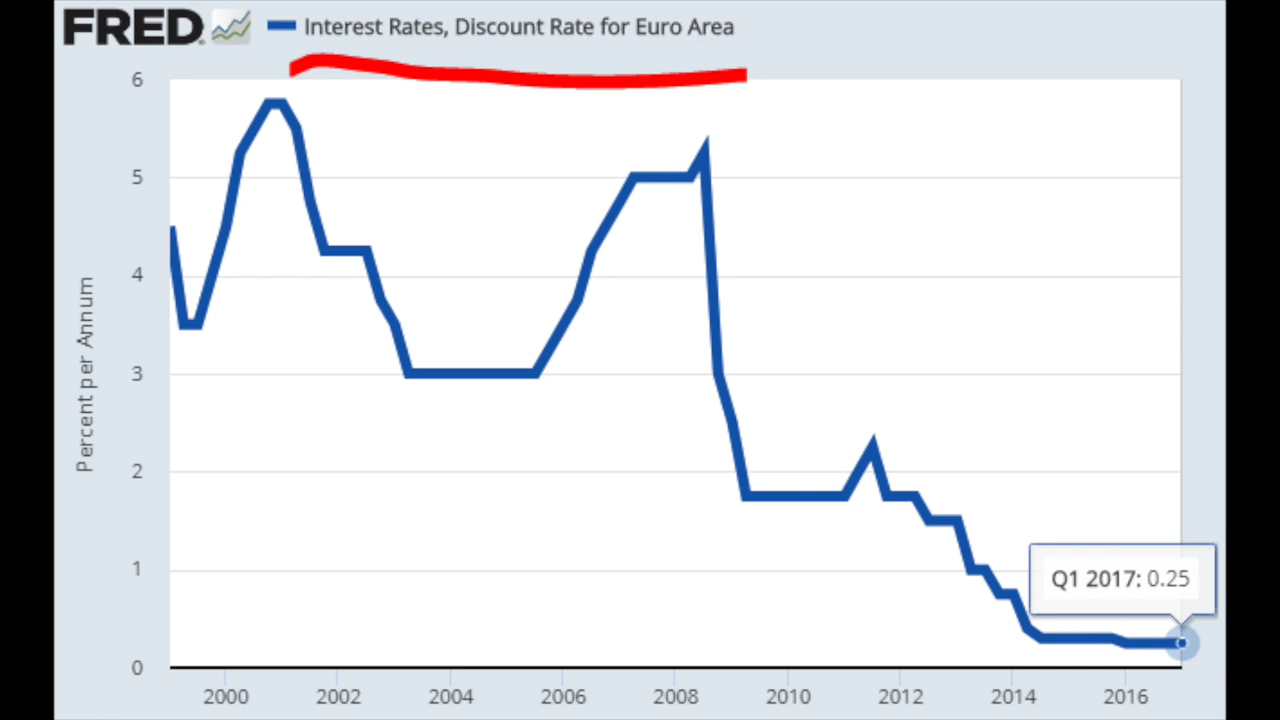 FRED Interest Rates, Discount Rate for Euro Area
6
5
4
3
2
1
0
Percent per Annum
Q1 2017: 0.25
2000 2002 2004 2006 2008 2010 2012 2014 2016